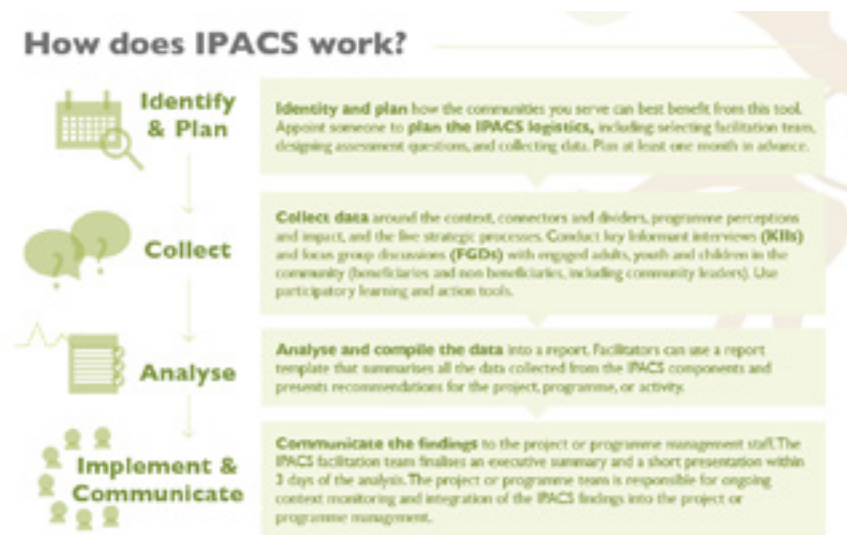 How does IPACS work?
Identify
& Plan
Identity and plan how the communities you serve can best benefit from this tool.
Appoint someone to plan the IPACS logistics, including selecting facilitation team,
designing assessment questions, and collecting data. Plan at least one month in advance.
Collect
Collect data around the context, connectors and dividers, programme perceptions
and impact, and the five strategic processes. Conduct key Informant interviews (KIIs)
and focus group discussions (FGDs) with engaged adults, youth and children in the
community (beneficiaries and non beneficiaries, including community leaders). Use
participatory learning and action tools.
Analyse
Analyse and compile the data into a report. Facilitators can use a report
template that summarises all the data collected from the IPACS components and
presents recommendations for the project, programme, or activity.
Implement &
Communicate
Communicate the findings to the project or programme management staff. The
IPACS facilitation team finalises an executive summary and a short presentation within
3 days of the analysis. The project or programme team is responsible for ongoing
context monitoring and integration of the IPACS findings into the project or
programme management.